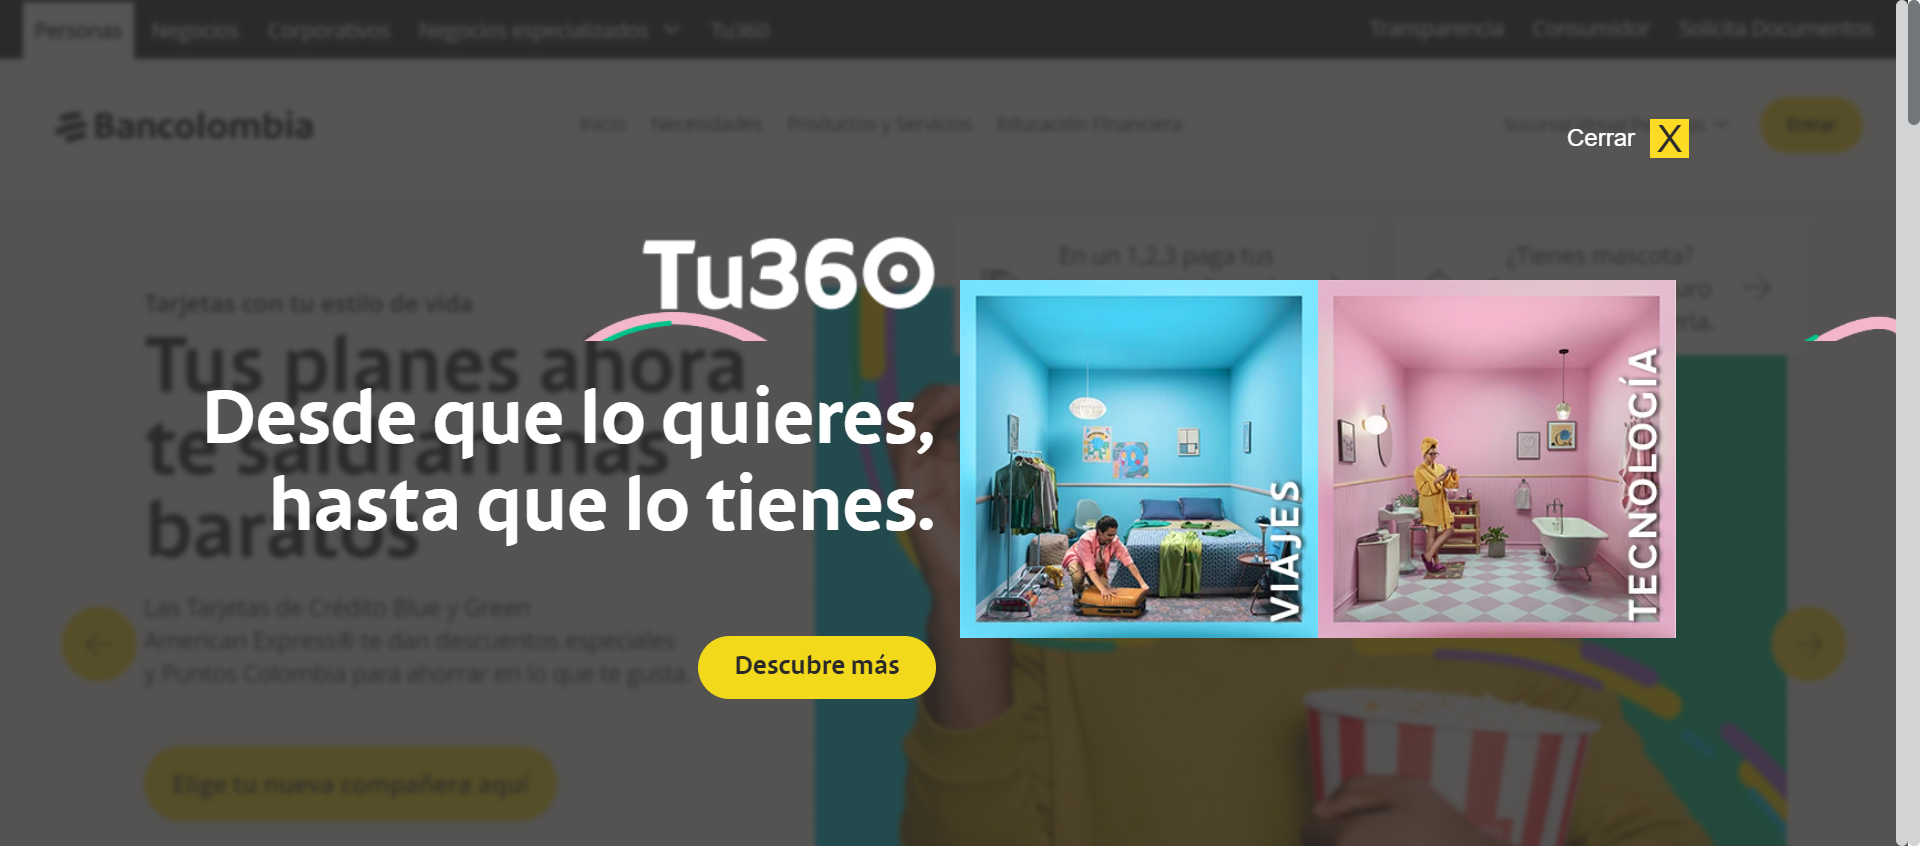 Personas Negocios Corporativos Negocios especializados Tu360 Transparencia Consumidor Solicita Documentos
Bancolombia Inicio Necesidades Productos y Servicios Educación Financiera Sucursal Virtual Entrar
Cerrar X
Tu360
En un 1,2,3 paga tus
¿Tienes mascota?
Tarjetas con tu estilo de vida
Tus planes ahora
te saldrán más
baratos
Desde que lo quieres,
hasta que lo tienes.
VIAJES
TECNOLOGÍA
Las Tarjetas de Crédito Blue y Green
American Express® te dan descuentos especiales
y Puntos Colombia para ahorrar en lo que te gusta.
Descubre más
Elige tu nueva compañera aquí